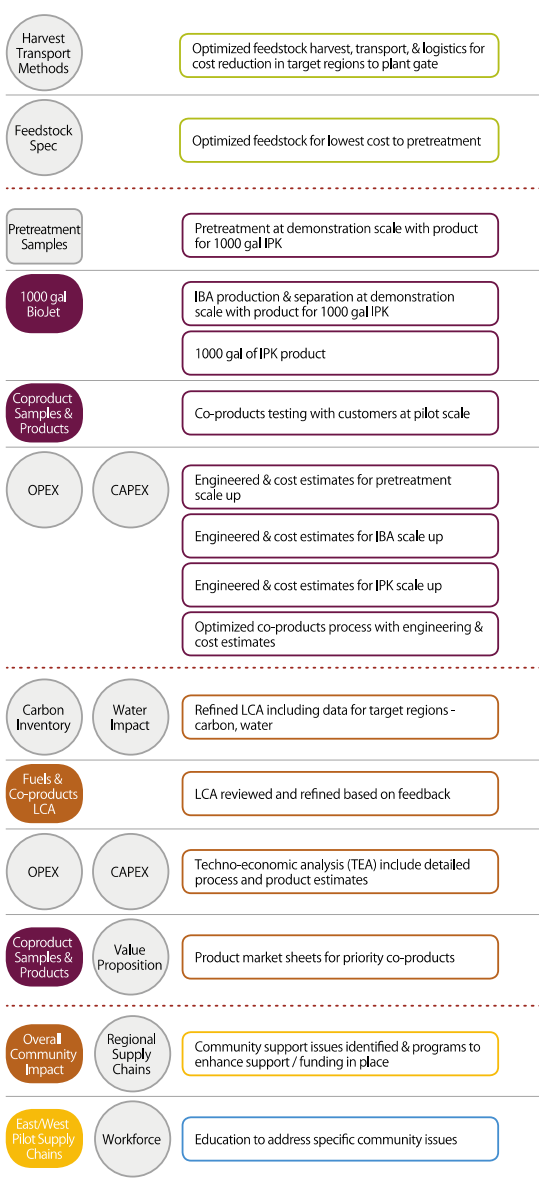 Harvest
Transport
Methods
Optimized feedstock harvest, transport, & logistics for
cost reduction in target regions to plant gate
Feedstock
Spec
Optimized feedstock for lowest cost to pretreatment
Pretreatment
Samples
Pretreatment at demonstration scale with product
for 1000 gal IPK
1000 gal
BioJet
IBA production & separation at demonstration
scale with product for 1000 gal IPK
1000 gal of IPK product
Coproduct
Samples &
Products
Co-products testing with customers at pilot scale
OPEX
CAPEX
Engineered & cost estimates for pretreatment
scale up
Engineered & cost estimates for IBA scale up
Engineered & cost estimates for IPK scale up
Optimized co-products process with engineering &
cost estimates
Carbon
Inventory
Water
Impact
Refined LCA including data for target regions -
carbon, water
Fuels &
Co-products
LCA
LCA reviewed and refined based on feedback
OPEX
CAPEX
Techno-economic analysis (TEA) include detailed
process and product estimates
Coproduct
Samples &
Products
Value
Proposition
Product market sheets for priority co-products
Overall
Community
Impact
Regional
Supply
Chains
Community support issues identified & programs to
enhance support / funding in place
East/West
Pilot Supply
Chains
Workforce
Education to address specific community issues